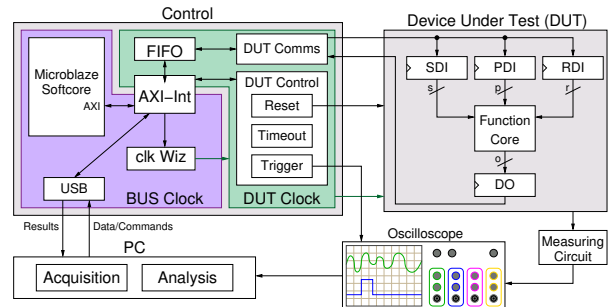 Control
Device Under Test (DUT)
FIFO
DUT Comms
Microblaze
Softcore
AXI
AXI–Int
DUT Control
Reset
Timeout
Trigger
clk Wiz
USB
BUS Clock
DUT Clock
SDI
PDI
RDI
s
p
r
Function
Core
o
DO
Results
Data/Commands
PC
Acquisition
Analysis
Oscilloscope
Measuring
Circuit